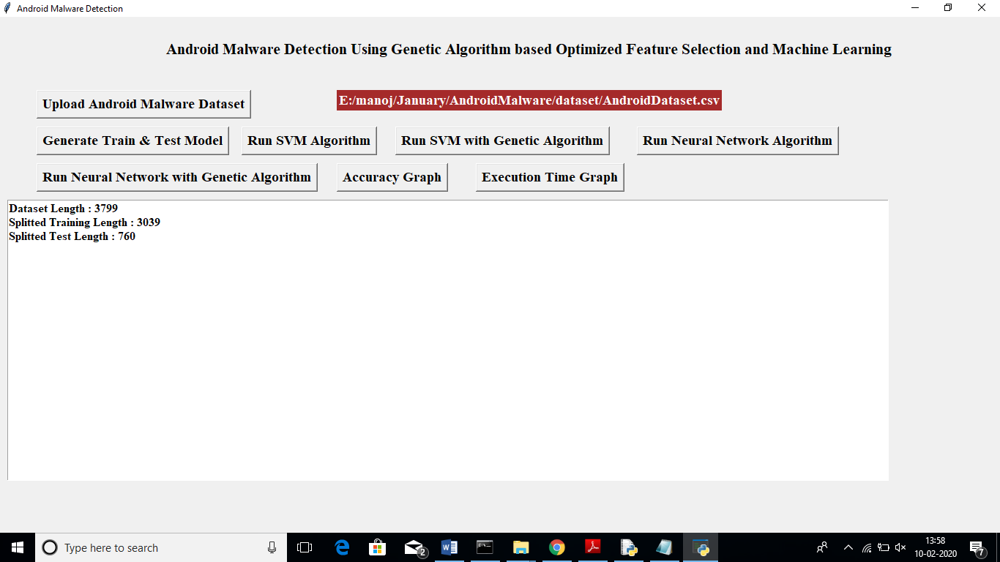 Android Malware Detection
Android Malware Detection Using Genetic Algorithm based Optimized Feature Selection and Machine Learning
Upload Android Malware Dataset
E:/manoj/January/AndroidMalware/dataset/AndroidDataset.csv
Generate Train & Test Model
Run SVM Algorithm
Run SVM with Genetic Algorithm
Run Neural Network Algorithm
Run Neural Network with Genetic Algorithm
Accuracy Graph
Execution Time Graph
Dataset Length : 3799
Splitted Training Length : 3039
Splitted Test Length : 760
Type here to search
2
13:58
10-02-2020
7